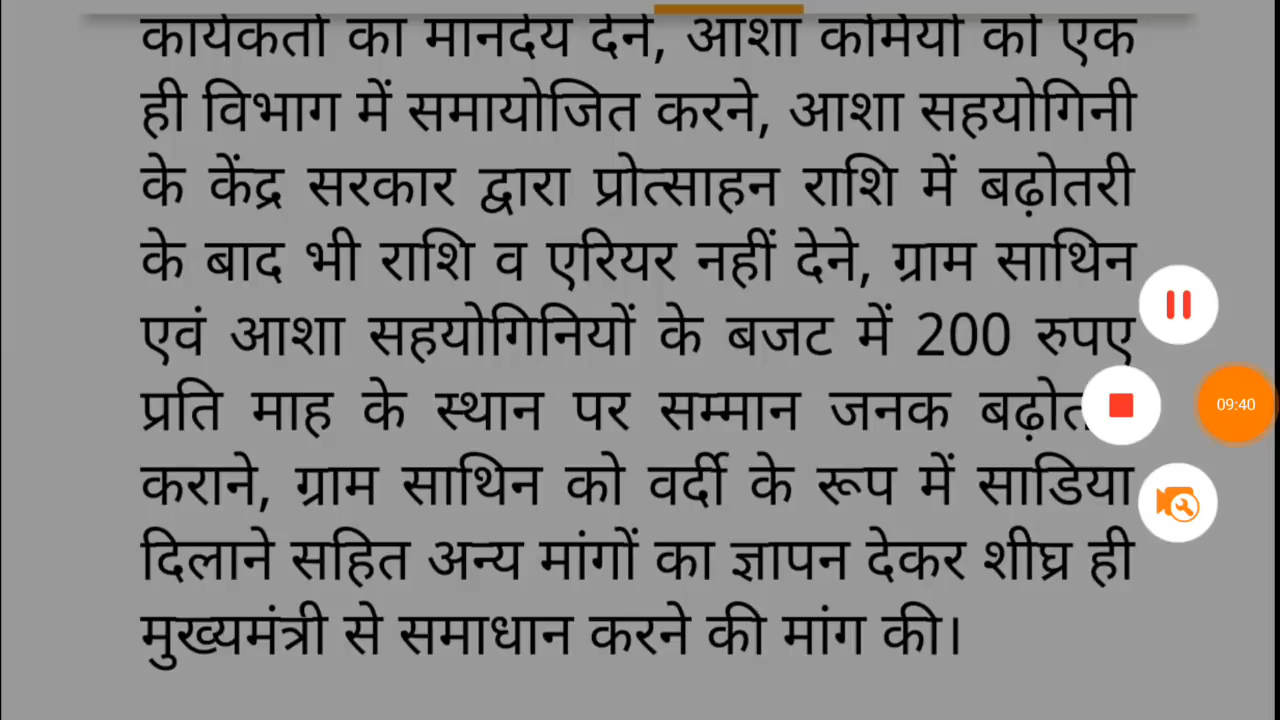 कार्यकर्ता का मानदेय देने, आशा कर्मियों को एक
ही विभाग में समायोजित करने, आशा सहयोगिनी
के केंद्र सरकार द्वारा प्रोत्साहन राशि में बढ़ोतरी
के बाद भी राशि व एरियर नहीं देने, ग्राम साथिन
एवं आशा सहयोगिनियों के बजट में 200 रुपए
प्रति माह के स्थान पर सम्मान जनक बढ़ोत
कराने, ग्राम साथिन को वर्दी के रूप में साडिया
दिलाने सहित अन्य मांगों का ज्ञापन देकर शीघ्र ही
मुख्यमंत्री से समाधान करने की मांग की।
09:40